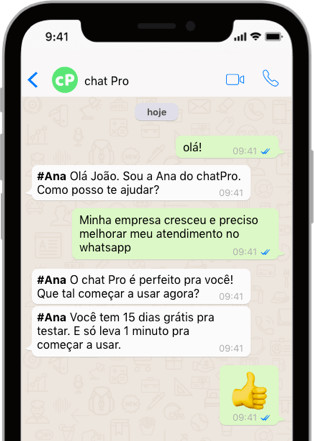 9:41
cP
chat Pro
hoje
olá!
09:41
#Ana Olá João. Sou a Ana do chatPro.
Como posso te ajudar?
09:41
Minha empresa cresceu e preciso
melhorar meu atendimento no
whatsapp
09:41
#Ana O chat Pro é perfeito pra você!
Que tal começar a usar agora?
09:41
#Ana Você tem 15 dias grátis pra
testar. E só leva 1 minuto pra
começar a usar.
09:41
09:41